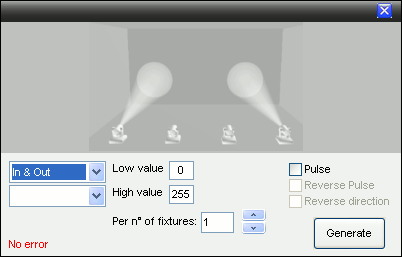 In & Out
Low value 0
Pulse
High value 255
Reverse Pulse
Reverse direction
Per n° of fixtures: 1
Generate
No error